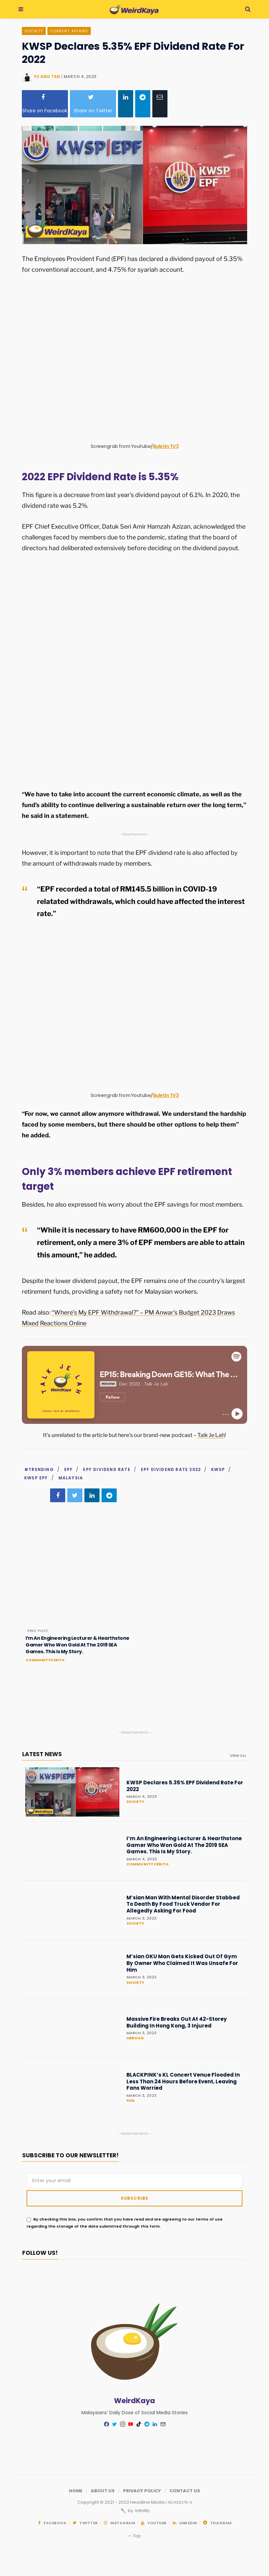 WeirdKaya
SOCIETY CURRENT AFFAIRS
KWSP Declares 5.35% EPF Dividend Rate For
2022
YU ANG TAN | MARCH 4, 2023
Share on Facebook Share on Twitter
KWSP EPF
KWSP
EPF
WeirdKaya
The Employees Provident Fund (EPF) has declared a dividend payout of 5.35%
for conventional account, and 4.75% for syariah account.
Screengrab from Youtube/Buletin TV3
2022 EPF Dividend Rate is 5.35%
This figure is a decrease from last year’s dividend payout of 6.1%. In 2020, the
dividend rate was 5.2%.
EPF Chief Executive Officer, Datuk Seri Amir Hamzah Azizan, acknowledged the
challenges faced by members due to the pandemic, stating that the board of
directors had deliberated extensively before deciding on the dividend payout.
“We have to take into account the current economic climate, as well as the
fund’s ability to continue delivering a sustainable return over the long term,”
he said in a statement.
- Advertisements -
However, it is important to note that the EPF dividend rate is also affected by
the amount of withdrawals made by members.
“EPF recorded a total of RM145.5 billion in COVID-19
relatated withdrawals, which could have affected the interest
rate.”
Screengrab from Youtube/Buletin TV3
“For now, we cannot allow anymore withdrawal. We understand the hardship
faced by some members, but there should be other options to help them”
he added.
Only 3% members achieve EPF retirement
target
Besides, he also expressed his worry about the EPF savings for most members.
“While it is necessary to have RM600,000 in the EPF for
retirement, only a mere 3% of EPF members are able to attain
this amount,” he added.
Despite the lower dividend payout, the EPF remains one of the country’s largest
retirement funds, providing a safety net for Malaysian workers.
Read also: “Where’s My EPF Withdrawal?” – PM Anwar’s Budget 2023 Draws
Mixed Reactions Online
TALK JE LAH
WeirdKaya
EP15: Breaking Down GE15: What The ...
PREVIEW Dec. 2022 · Talk Je Lah
Follow
It's unrelated to the article but here's our brand-new podcast – Talk Je Lah!
#TRENDING / EPF / EPF DIVIDEND RATE / EPF DIVIDEND RATE 2022 / KWSP /
KWSP EPF / MALAYSIA
PREV POST
I’m An Engineering Lecturer & Hearthstone
Gamer Who Won Gold At The 2019 SEA
Games. This Is My Story.
COMMUNITY CERITA
- Advertisements -
LATEST NEWS VIEW ALL
KWSP EPF
WeirdKaya
KWSP Declares 5.35% EPF Dividend Rate For
2022
MARCH 4, 2023
SOCIETY
I’m An Engineering Lecturer & Hearthstone
Gamer Who Won Gold At The 2019 SEA
Games. This Is My Story.
MARCH 4, 2023
COMMUNITY CERITA
M’sian Man With Mental Disorder Stabbed
To Death By Food Truck Vendor For
Allegedly Asking For Food
MARCH 3, 2023
SOCIETY
M’sian OKU Man Gets Kicked Out Of Gym
By Owner Who Claimed It Was Unsafe For
Him
MARCH 3, 2023
SOCIETY
Massive Fire Breaks Out At 42-Storey
Building In Hong Kong, 3 Injured
MARCH 3, 2023
ABROAD
BLACKPINK’s KL Concert Venue Flooded In
Less Than 24 Hours Before Event, Leaving
Fans Worried
MARCH 3, 2023
FUN
- Advertisements -
SUBSCRIBE TO OUR NEWSLETTER!
Enter your email
SUBSCRIBE
By checking this box, you confirm that you have read and are agreeing to our terms of use
regarding the storage of the data submitted through this form.
FOLLOW US!
WeirdKaya
Malaysians' Daily Dose of Social Media Stories
HOME ABOUT US PRIVACY POLICY CONTACT US
Copyright © 2021 - 2023 Headline Media
by Infinity
FACEBOOK TWITTER INSTAGRAM YOUTUBE LINKEDIN TELEGRAM
Top